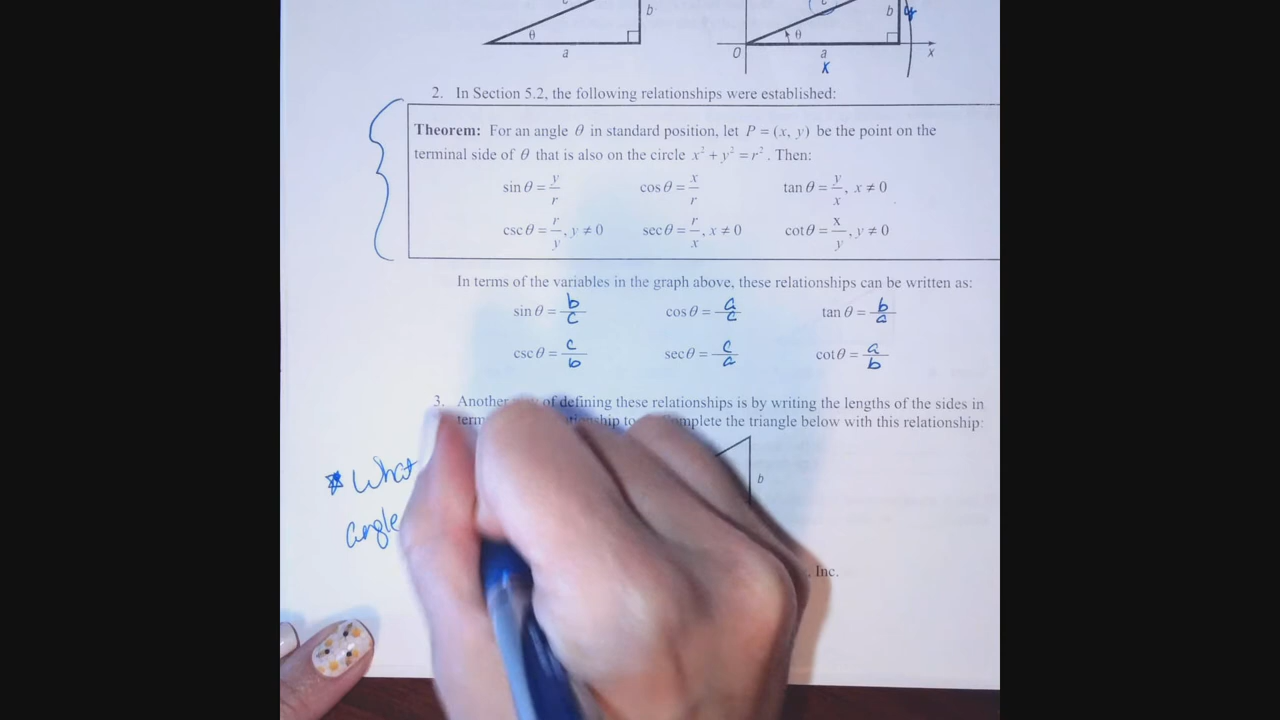 c b c b
θ θ
a O a x
x
2. In Section 5.2, the following relationships were established:
Theorem: For an angle θ in standard position, let P = (x, y) be the point on the
terminal side of θ that is also on the circle x² + y² = r². Then:
sin θ = y/r cos θ = x/r tan θ = y/x, x ≠ 0
csc θ = r/y, y ≠ 0 sec θ = r/x, x ≠ 0 cot θ = x/y, y ≠ 0
In terms of the variables in the graph above, these relationships can be written as:
sin θ = b/c cos θ = a/c tan θ = b/a
csc θ = c/b sec θ = c/a cot θ = a/b
3. Another of defining these relationships is by writing the lengths of the sides in
to the triangle below with this relationship:
What
b
angle
, Inc.